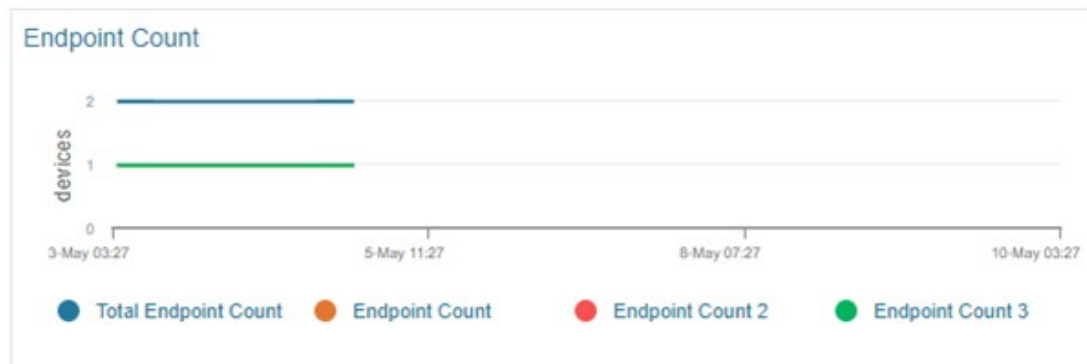 Endpoint Count
2
devices
1
0
3-May 03:27 5-May 11:27 8-May 07:27 10-May 03:27
Total Endpoint Count Endpoint Count Endpoint Count 2 Endpoint Count 3